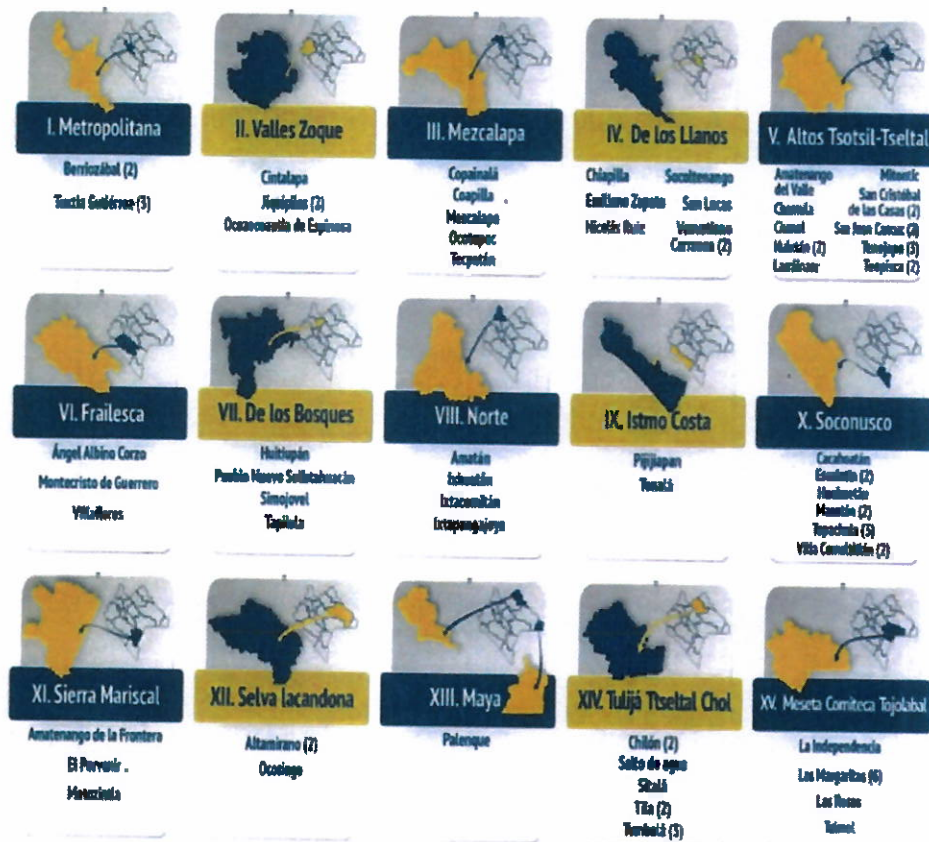 I. Metropolitana
Berriozábal (2)
Tuxtla Gutiérrez (3)
II. Valles Zoque
Cintalapa
Jiquipilas (2)
Ocozocoautla de Espinosa
III. Mezcalapa
Copainalá
Coapilla
Mezcalapa
Ocotepec
Tecpatán
IV. De los Llanos
Chiapilla
Emiliano Zapata
Nicolás Ruiz
Socoltenango
San Lucas
Venustiano
Carranza (2)
V. Altos Tsotsil-Tseltal
Amatenango
del Valle
Chamula
Chanal
Huixtán (2)
Larráinzar
Mitontic
San Cristóbal
de las Casas (2)
San Juan Cancuc (2)
Tenejapa (3)
Teopisca (2)
VI. Frailesca
Ángel Albino Corzo
Montecristo de Guerrero
Villaflores
VII. De los Bosques
Huitiupán
Pueblo Nuevo Solistahuacán
Simojovel
Tapilula
VIII. Norte
Amatán
Ixhuatán
Ixtacomitán
Ixtapangajoya
IX. Istmo Costa
Pijijiapan
Tonalá
X. Soconusco
Cacahoatán
Escuintla (2)
Huehuetán
Mazatán (2)
Tapachula (5)
Villa Comaltitlán (2)
XI. Sierra Mariscal
Amatenango de la Frontera
El Porvenir
Motozintla
XII. Selva lacandona
Altamirano (2)
Ocosingo
XIII. Maya
Palenque
XIV. Tulijá Ttseltal Chol
Chilón (2)
Salto de agua
Sitalá
Tila (2)
Tumbalá (3)
XV. Meseta Comiteca Tojolabal
La Independencia
Las Margaritas (6)
Las Rosas
Tzimol